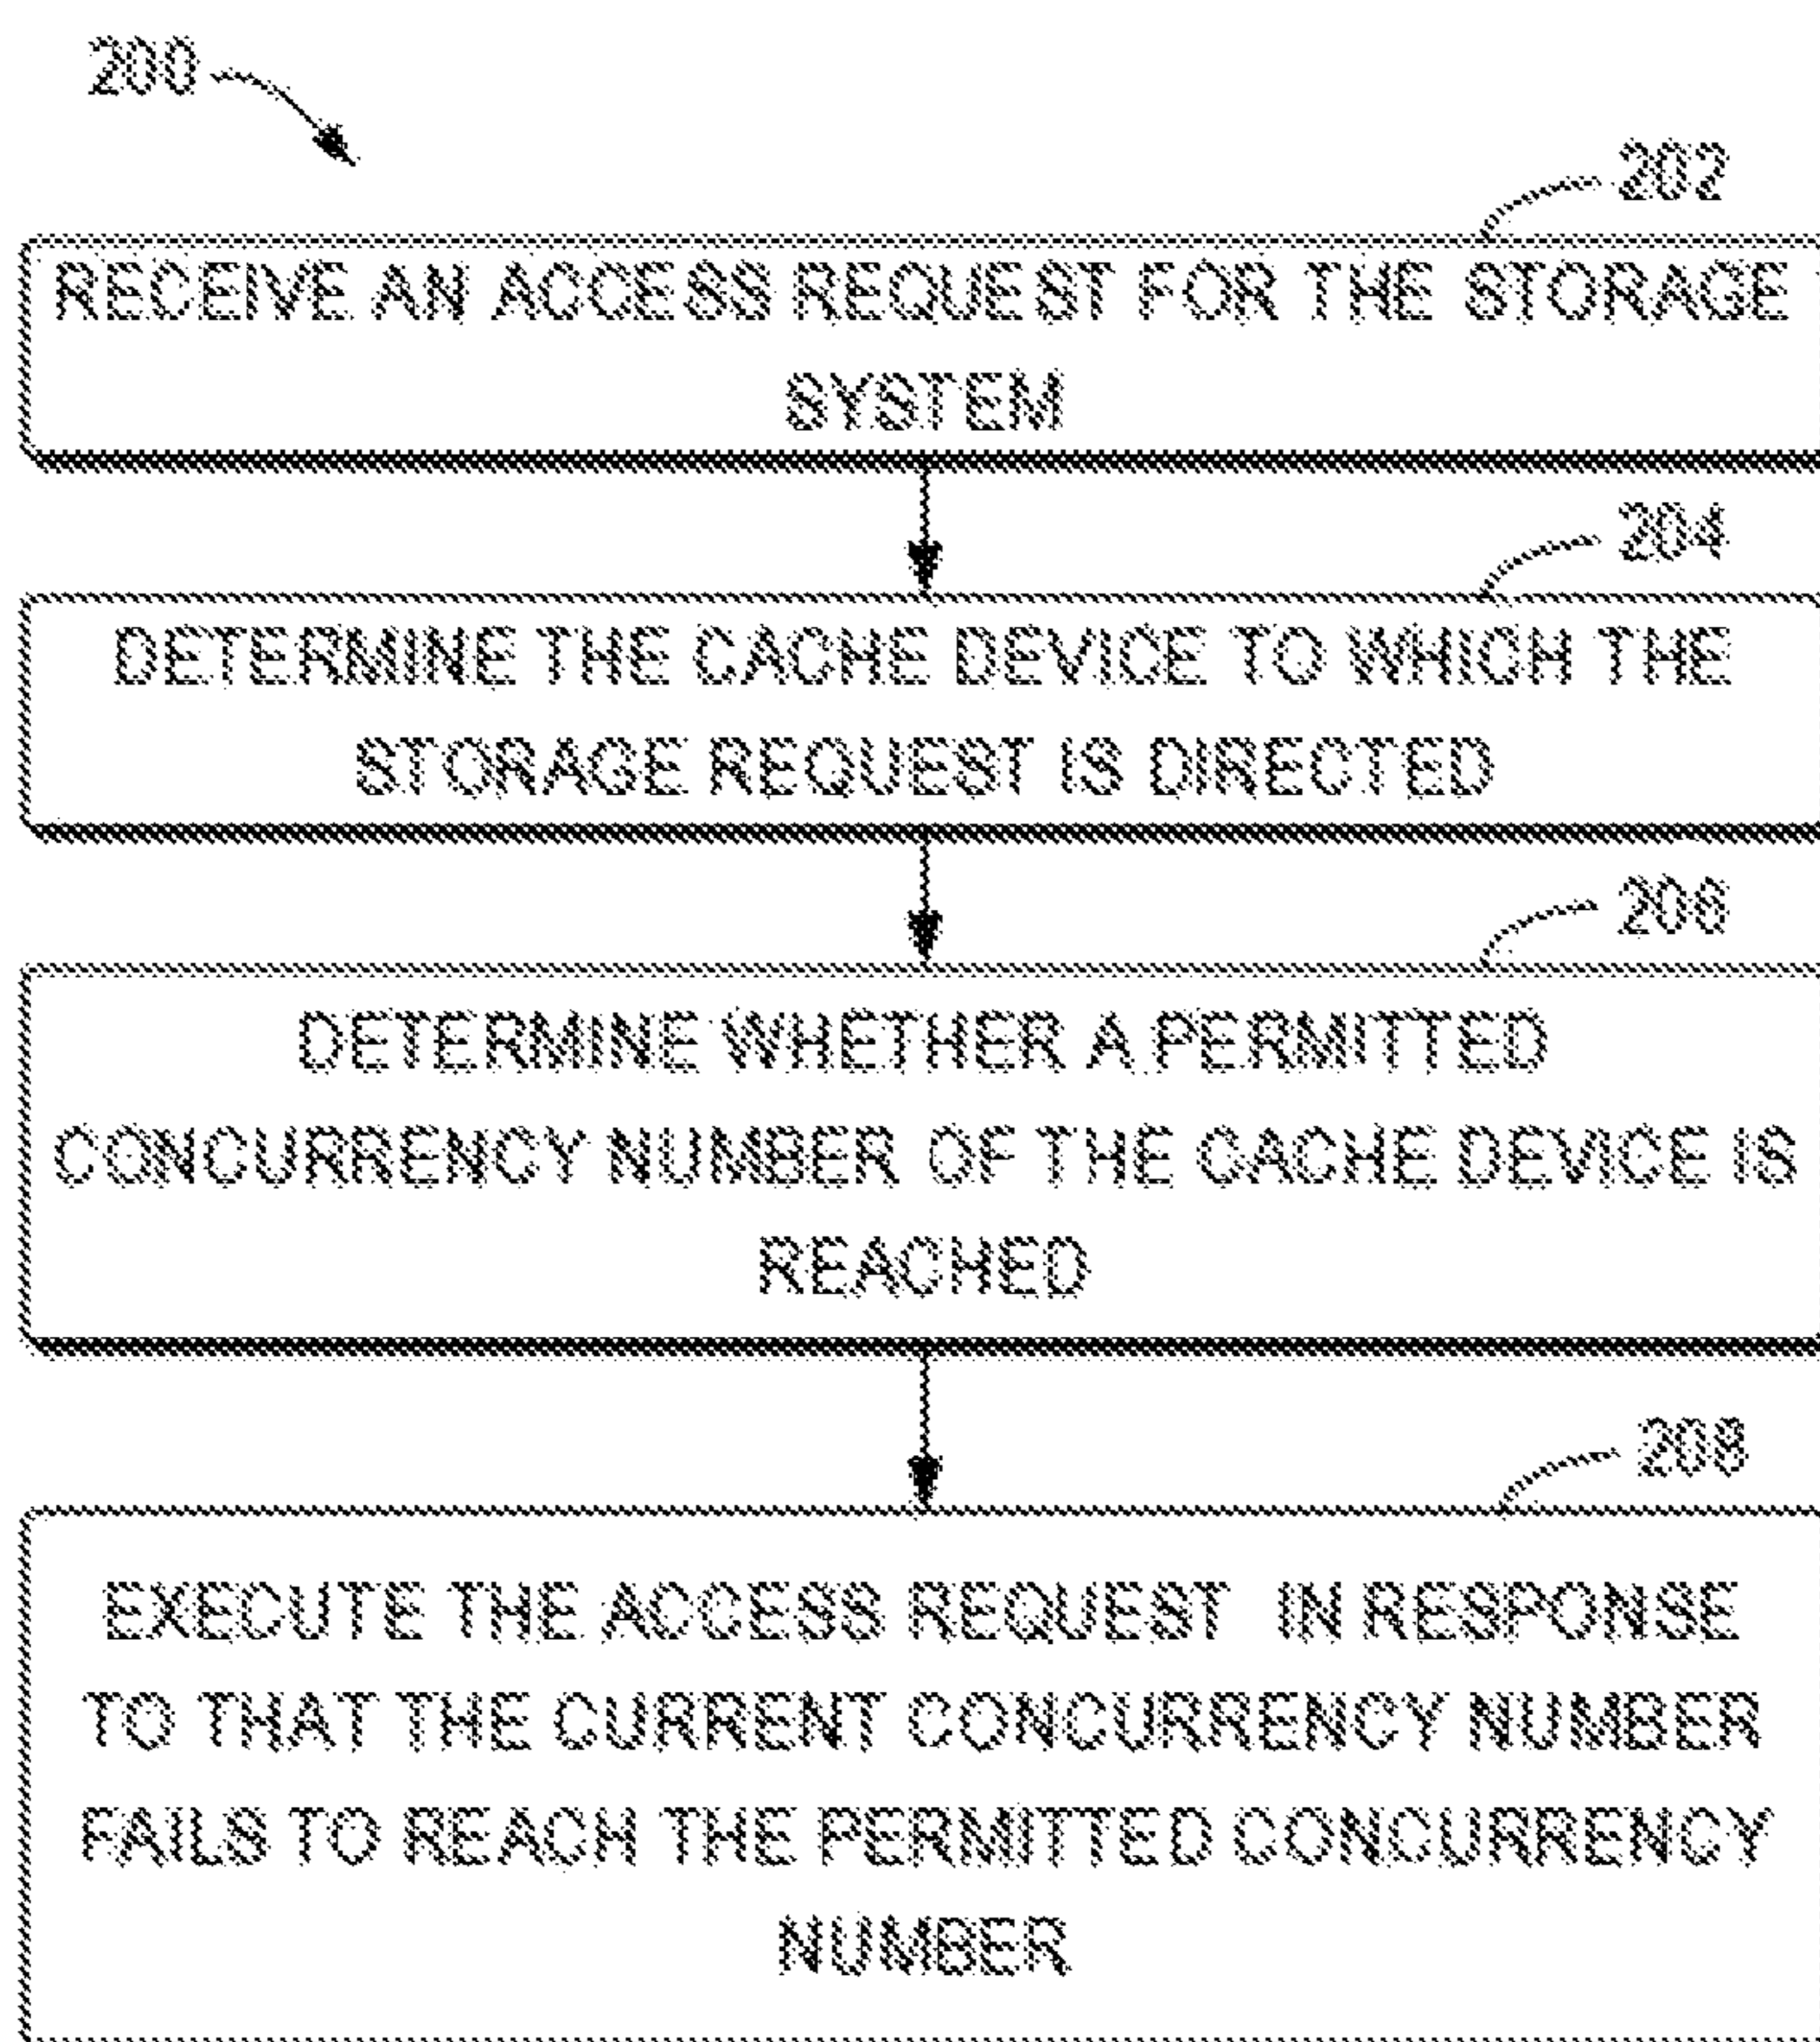 200
202
RECEIVE AN ACCESS REQUEST FOR THE STORAGE
SYSTEM
204
DETERMINE THE CACHE DEVICE TO WHICH THE
STORAGE REQUEST IS DIRECTED
206
DETERMINE WHETHER A PERMITTED
CONCURRENCY NUMBER OF THE CACHE DEVICE IS
REACHED
208
EXECUTE THE ACCESS REQUEST IN RESPONSE
TO THAT THE CURRENT CONCURRENCY NUMBER
FAILS TO REACH THE PERMITTED CONCURRENCY
NUMBER